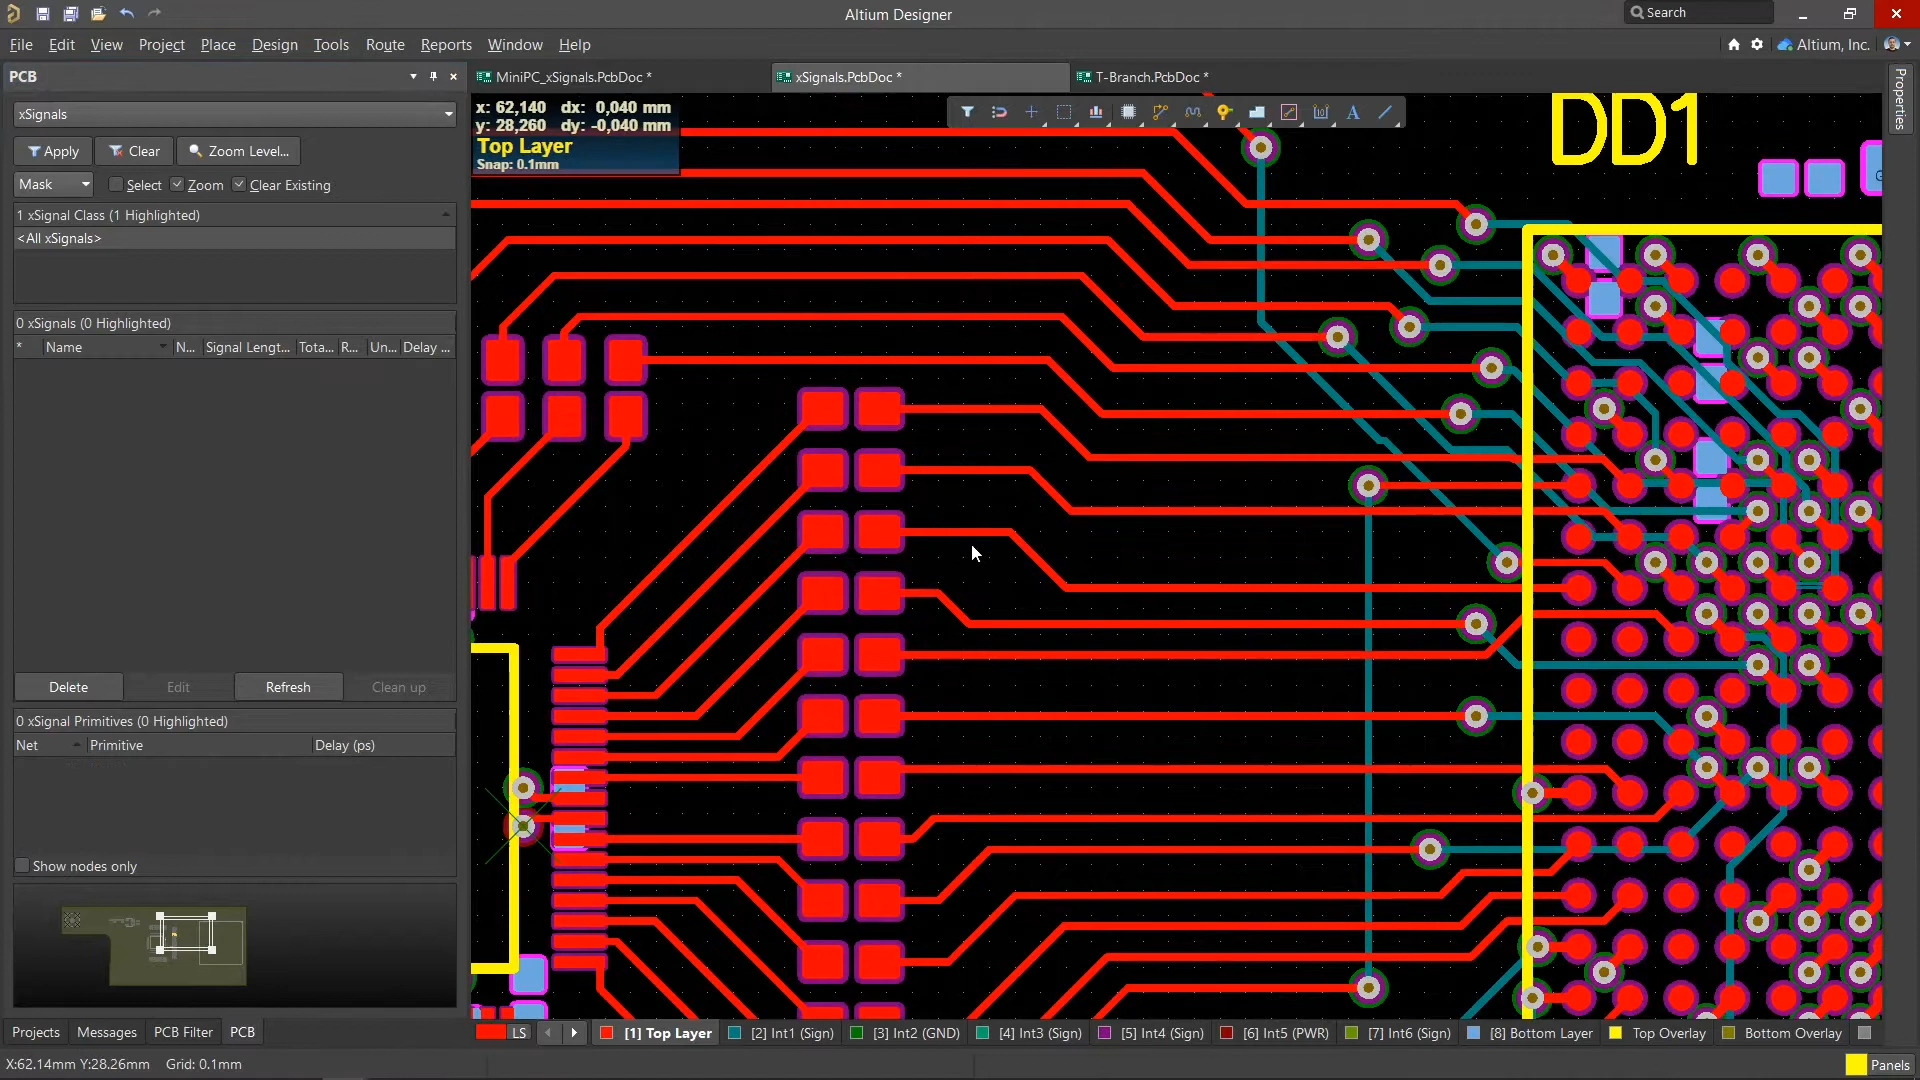 Altium Designer
Search
File Edit View Project Place Design Tools Route Reports Window Help
Altium, Inc.
PCB
MiniPC_xSignals.PcbDoc *
xSignals.PcbDoc *
T-Branch.PcbDoc *
Properties
xSignals
x: 62,140 dx: 0,040 mm
y: 28,260 dy: -0,040 mm
Top Layer
Snap: 0.1mm
DD1
Apply Clear Zoom Level...
Mask Select Zoom Clear Existing
1 xSignal Class (1 Highlighted)
<All xSignals>
0 xSignals (0 Highlighted)
* Name N... Signal Lengt... Tota... R... Un... Delay ...
Delete Edit Refresh Clean up
0 xSignal Primitives (0 Highlighted)
Net Primitive Delay (ps)
Show nodes only
Projects Messages PCB Filter PCB
LS [1] Top Layer [2] Int1 (Sign) [3] Int2 (GND) [4] Int3 (Sign) [5] Int4 (Sign) [6] Int5 (PWR) [7] Int6 (Sign) [8] Bottom Layer Top Overlay Bottom Overlay
X:62.14mm Y:28.26mm Grid: 0.1mm
Panels